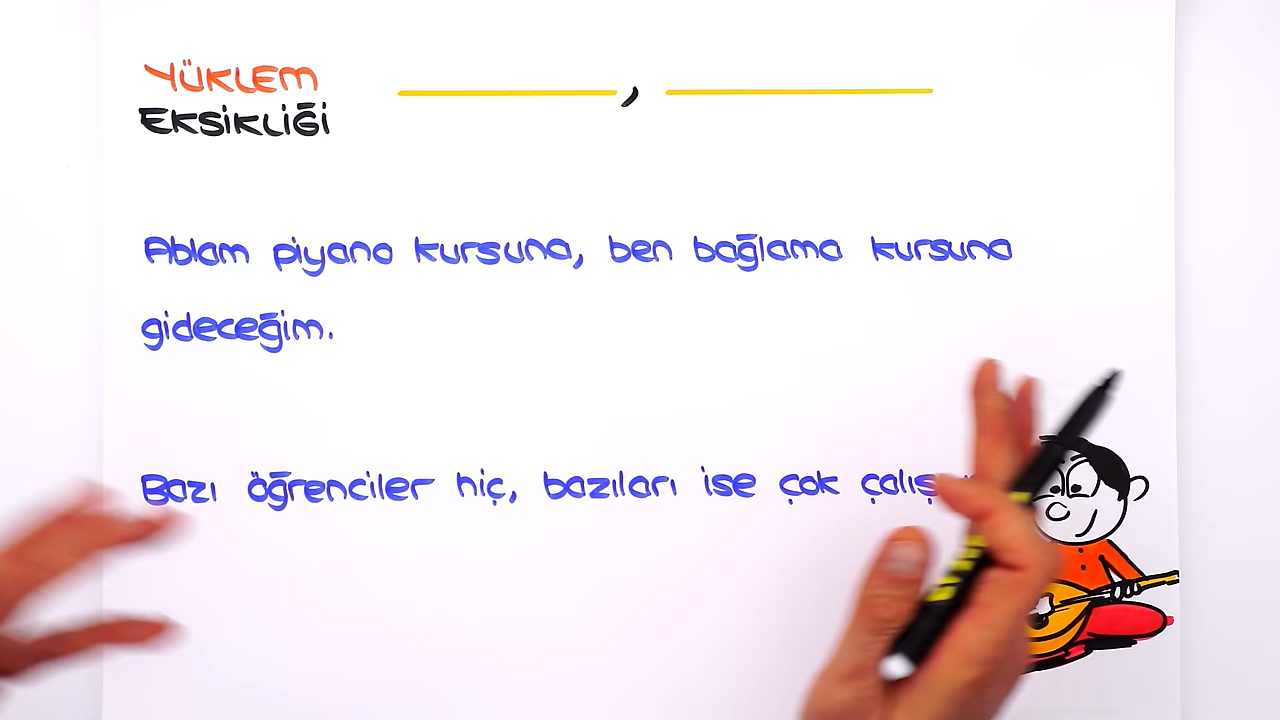 YÜKLEM
EKSİKLİĞİ
,
Ablam piyano kursuna, ben bağlama kursuna
gideceğim.
Bazı öğrenciler hiç, bazıları ise çok